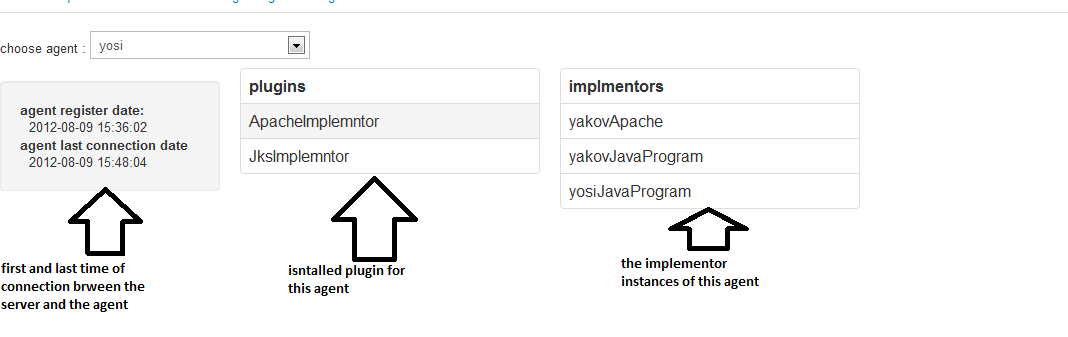 choose agent : yosi
agent register date:
2012-08-09 15:36:02
agent last connection date
2012-08-09 15:48:04
plugins
ApacheImplemntor
JksImplemntor
implmentors
yakovApache
yakovJavaProgram
yosiJavaProgram
first and last time of
connection brween the
server and the agent
isntalled plugin for
this agent
the implementor
instances of this agent